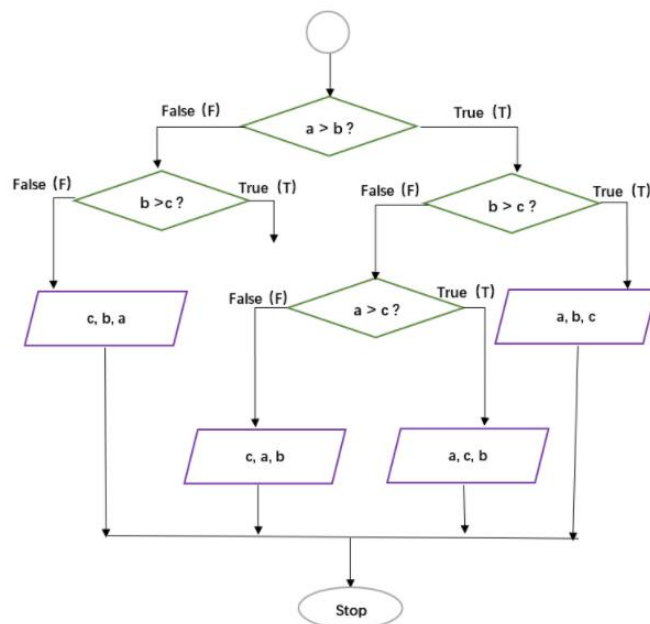 False (F)
True (T)
a > b ?
False (F)
b >c ?
True (T)
False (F)
b > c ?
True (T)
c, b, a
False (F)
a > c ?
True (T)
a, b, c
c, a, b
a, c, b
Stop